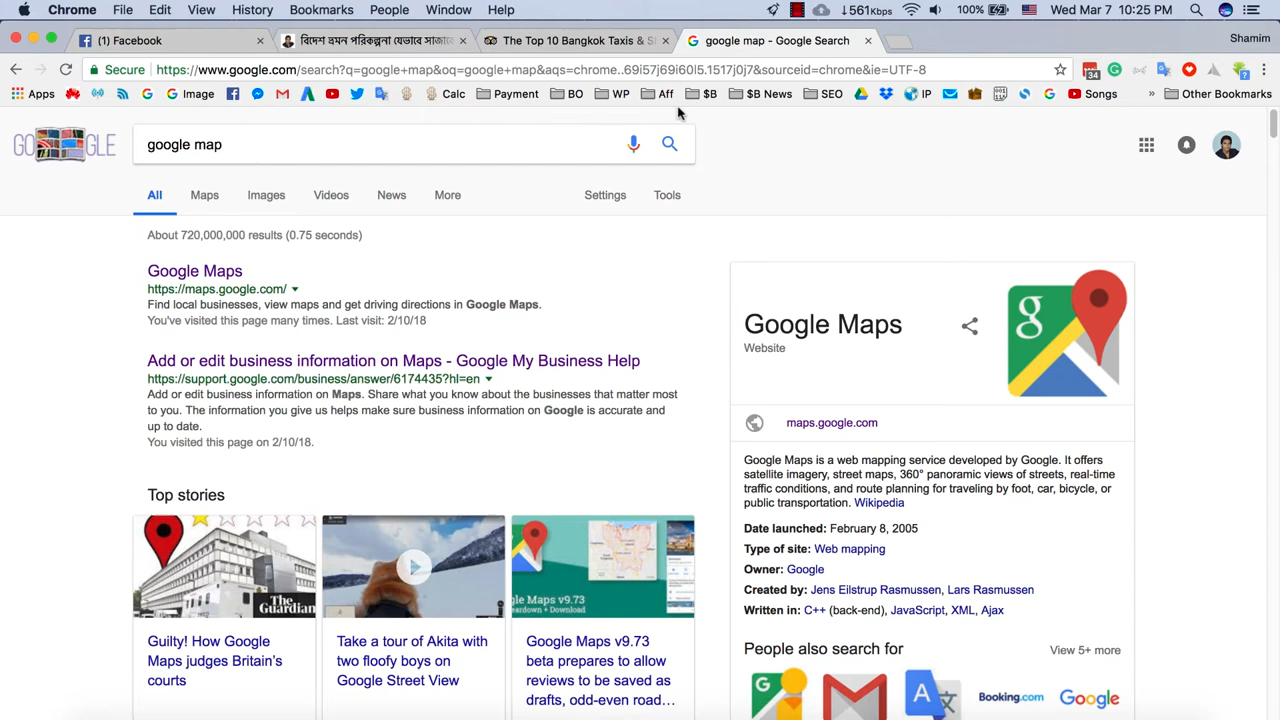 Chrome File Edit View History Bookmarks People Window Help 561Kbps 100% Wed Mar 7 10:25 PM
(1) Facebook
বিদেশ ভ্রমন পরিকল্পনা যেভাবে সাজাবে
The Top 10 Bangkok Taxis & S
google map - Google Search
Shamim
Secure https://www.google.com/search?q=google+map&oq=google+map&aqs=chrome..69i57j69i60l5.1517j0j7&sourceid=chrome&ie=UTF-8
34
Apps Image Calc Payment BO WP Aff $B $B News SEO IP Songs » Other Bookmarks
GOOGLE
google map
All Maps Images Videos News More Settings Tools
About 720,000,000 results (0.75 seconds)
Google Maps
https://maps.google.com/
Find local businesses, view maps and get driving directions in Google Maps.
You've visited this page many times. Last visit: 2/10/18
Add or edit business information on Maps - Google My Business Help
https://support.google.com/business/answer/6174435?hl=en
Add or edit business information on Maps. Share what you know about the businesses that matter most
to you. The information you give us helps make sure business information on Google is accurate and
up to date.
You visited this page on 2/10/18.
Top stories
The
Guardian
Guilty! How Google
Maps judges Britain's
courts
Take a tour of Akita with
two floofy boys on
Google Street View
Google Maps v9.73
Google Maps v9.73
beta prepares to allow
reviews to be saved as
drafts, odd-even road…
Google Maps
Website
g
maps.google.com
Google Maps is a web mapping service developed by Google. It offers
satellite imagery, street maps, 360° panoramic views of streets, real-time
traffic conditions, and route planning for traveling by foot, car, bicycle, or
public transportation. Wikipedia
Date launched: February 8, 2005
Type of site: Web mapping
Owner: Google
Created by: Jens Eilstrup Rasmussen, Lars Rasmussen
Written in: C++ (back-end), JavaScript, XML, Ajax
People also search for View 5+ more
Booking.com
Google